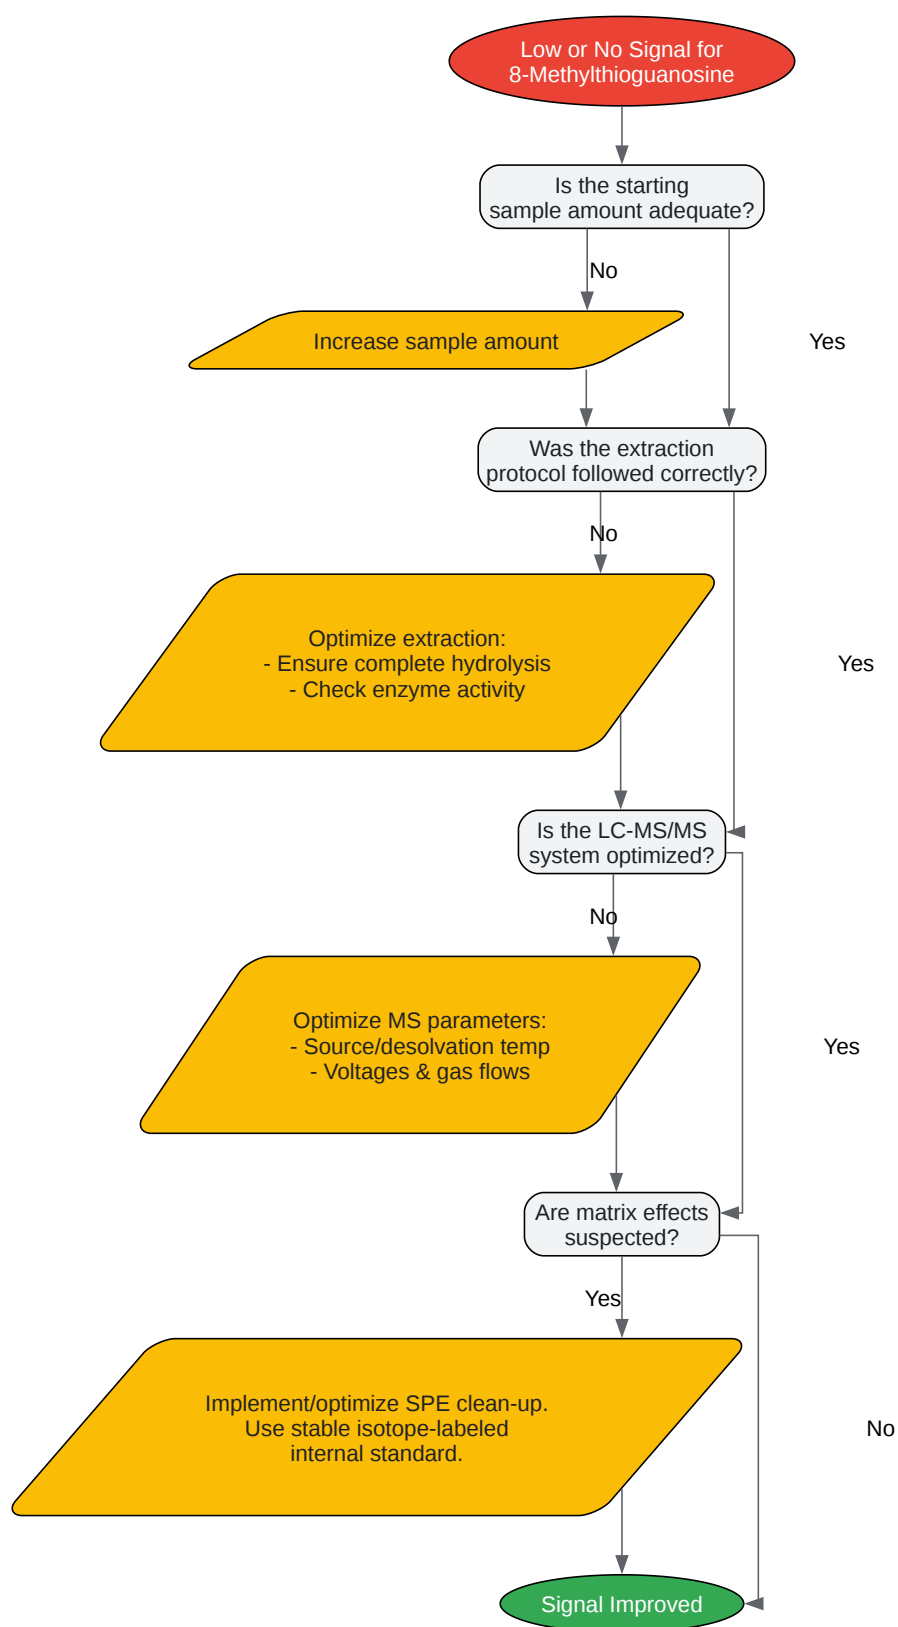 Low or No Signal for
8-Methylthioguanosine
Is the starting
sample amount adequate?
No
Increase sample amount
Yes
Was the extraction
protocol followed correctly?
No
Optimize extraction:
- Ensure complete hydrolysis
- Check enzyme activity
Yes
Is the LC-MS/MS
system optimized?
No
Optimize MS parameters:
- Source/desolvation temp
- Voltages & gas flows
Yes
Are matrix effects
suspected?
Yes
Implement/optimize SPE clean-up.
Use stable isotope-labeled
internal standard.
No
Signal Improved